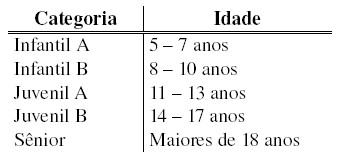 Categoria Idade
Infantil A 5 – 7 anos
Infantil B 8 – 10 anos
Juvenil A 11 – 13 anos
Juvenil B 14 – 17 anos
Sênior Maiores de 18 anos